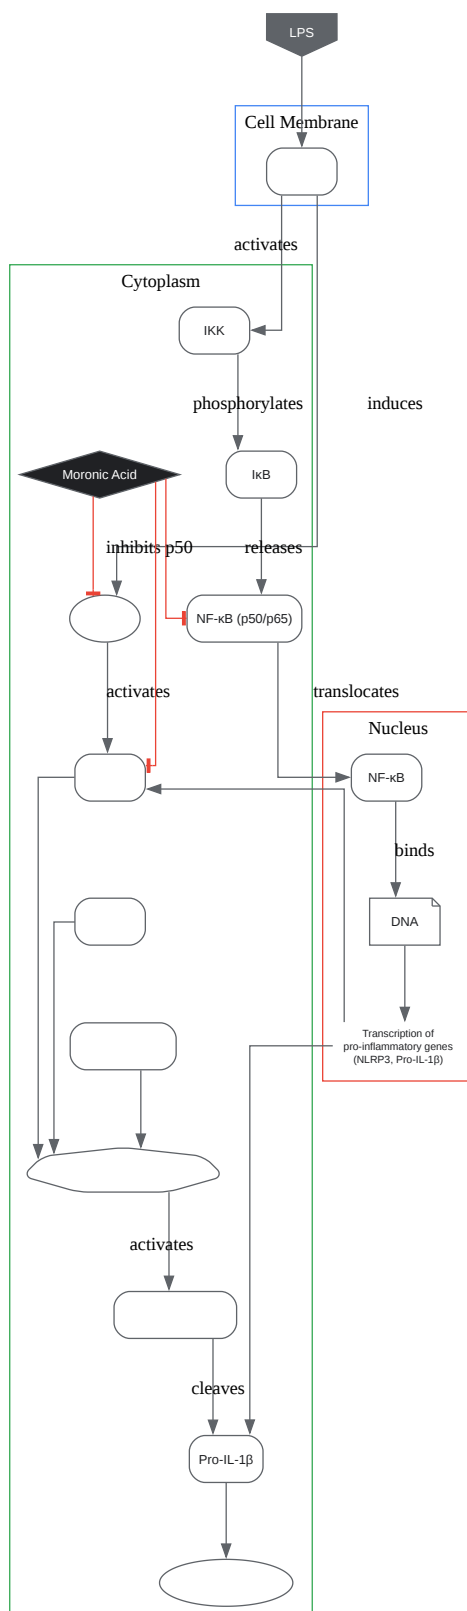 LPS
Cell Membrane
activates
Cytoplasm
IKK
phosphorylates
induces
Moronic Acid
IκB
inhibits p50
releases
NF-κB (p50/p65)
activates
translocates
Nucleus
NF-κB
binds
DNA
Transcription of
pro-inflammatory genes
(NLRP3, Pro-IL-1β)
activates
cleaves
Pro-IL-1β